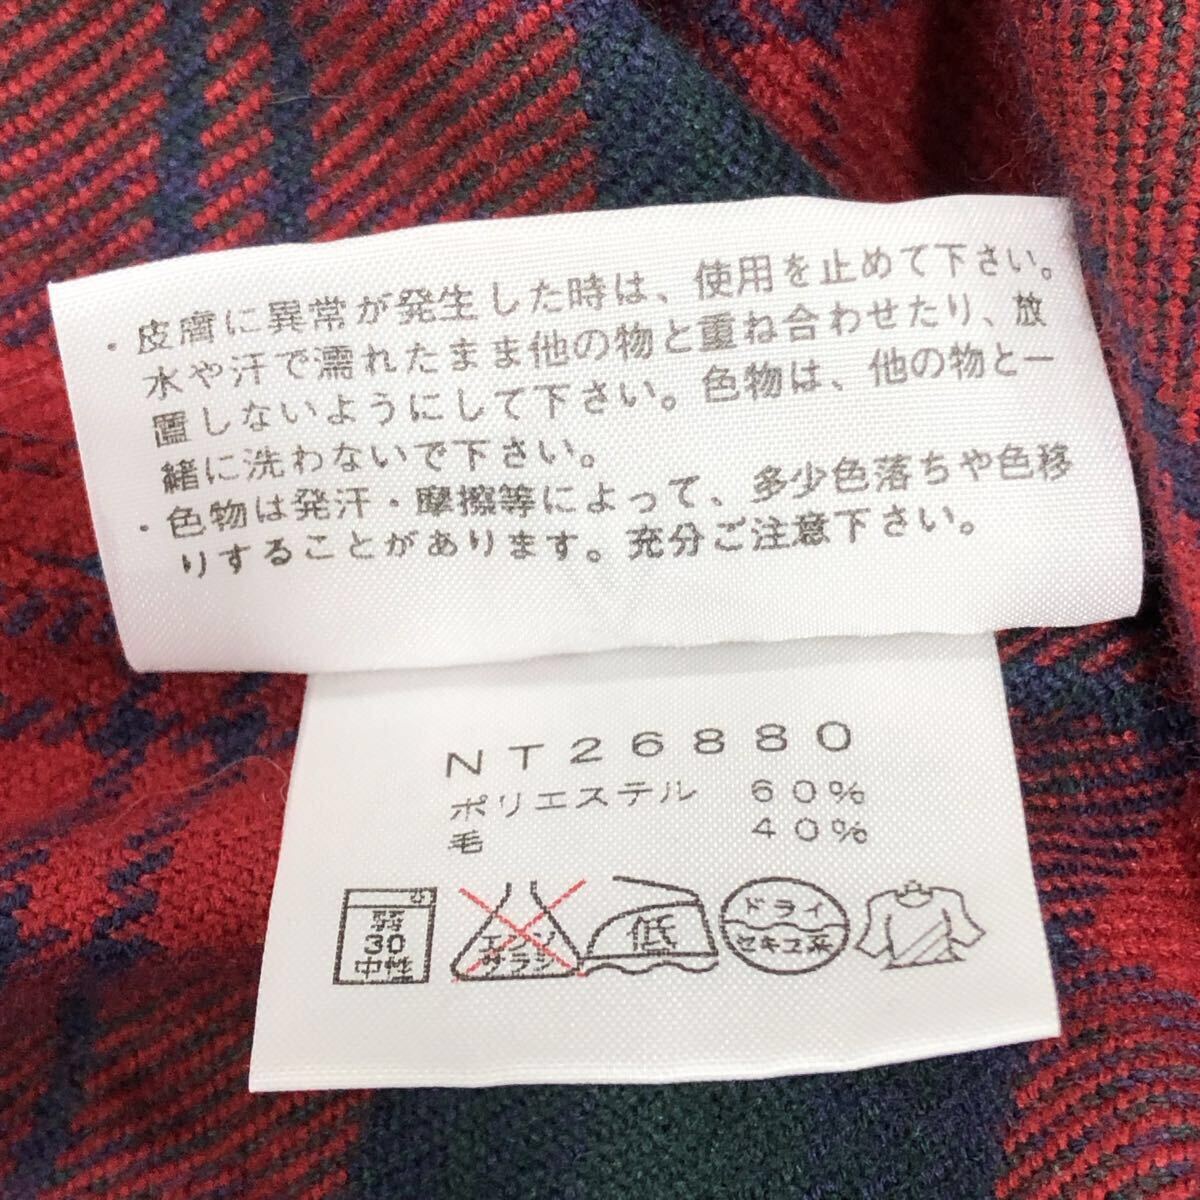 ・皮膚に異常が発生した時は、使用を止めて下さい。
水や汗で濡れたまま他の物と重ね合わせたり、放
置しないようにして下さい。色物は、他の物と一
緒に洗わないで下さい。
・色物は発汗・摩擦等によって、多少色落ちや色移
りすることがあります。充分ご注意下さい。
NT26880
ポリエステル 60%
毛 40%
弱
30
中性
エンソ
サラシ
低
ドライ
セキユ系